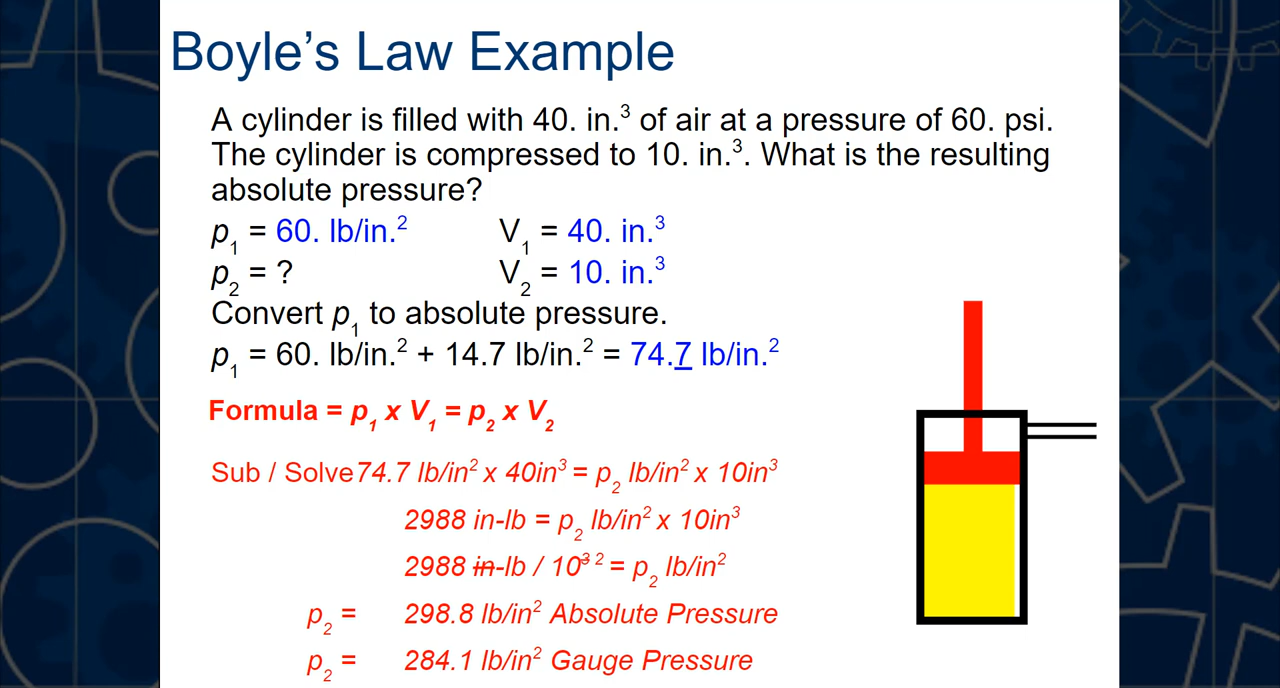 Boyle’s Law Example
A cylinder is filled with 40. in.³ of air at a pressure of 60. psi.
The cylinder is compressed to 10. in.³. What is the resulting
absolute pressure?
p₁ = 60. lb/in.² V₁ = 40. in.³
p₂ = ? V₂ = 10. in.³
Convert p₁ to absolute pressure.
p₁ = 60. lb/in.² + 14.7 lb/in.² = 74.7 lb/in.²
Formula = p₁ x V₁ = p₂ x V₂
Sub / Solve 74.7 lb/in² x 40in³ = p₂ lb/in² x 10in³
2988 in-lb = p₂ lb/in² x 10in³
2988 in-lb / 10³ ² = p₂ lb/in²
p₂ = 298.8 lb/in² Absolute Pressure
p₂ = 284.1 lb/in² Gauge Pressure